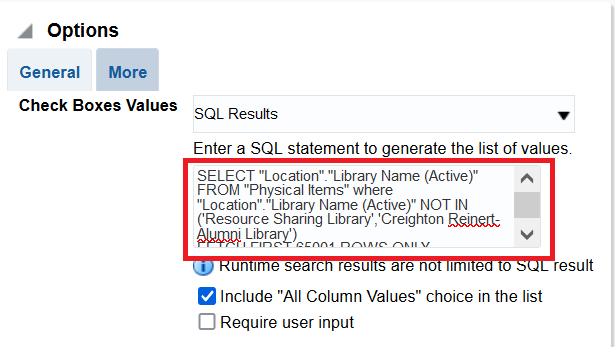 Options
General More
Check Boxes Values
SQL Results
Enter a SQL statement to generate the list of values.
SELECT "Location"."Library Name (Active)"
FROM "Physical Items" where
"Location"."Library Name (Active)" NOT IN
('Resource Sharing Library','Creighton Reinert-
Alumni Library')
FETCH FIRST 65001 ROWS ONLY
Runtime search results are not limited to SQL result
Include "All Column Values" choice in the list
Require user input